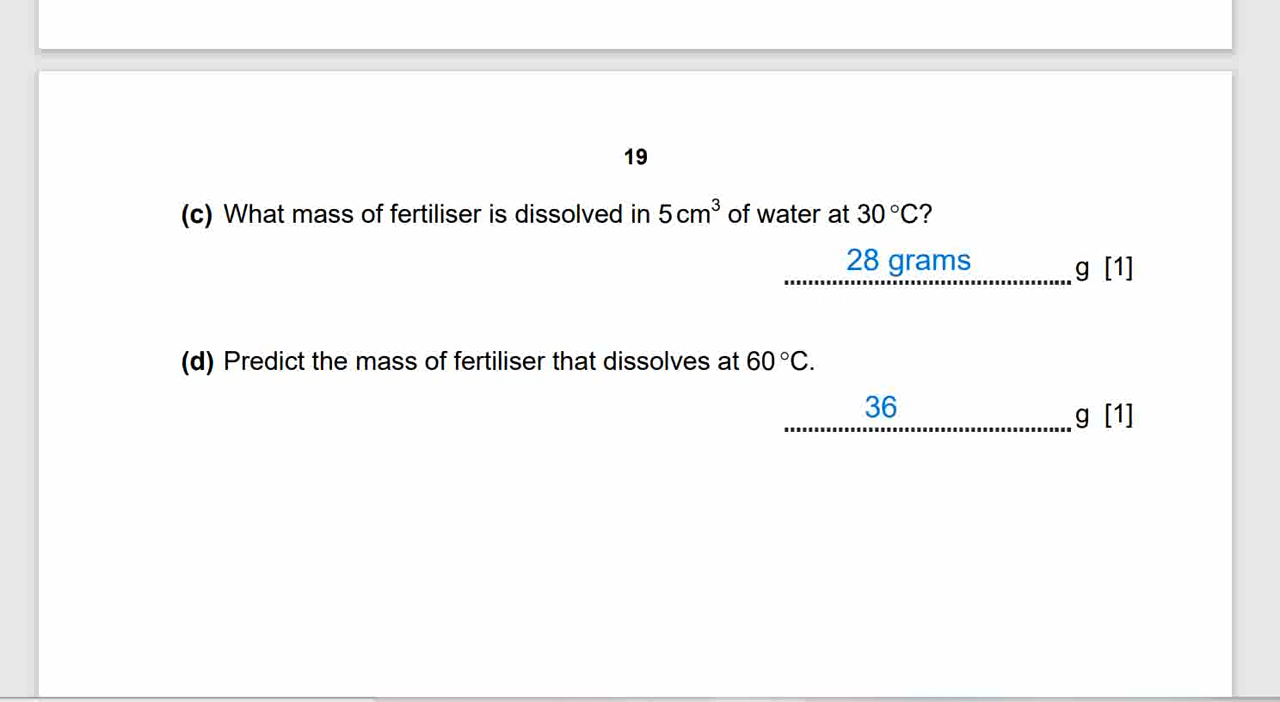 19
(c) What mass of fertiliser is dissolved in 5 cm³ of water at 30 °C?
28 grams g [1]
(d) Predict the mass of fertiliser that dissolves at 60 °C.
36 g [1]